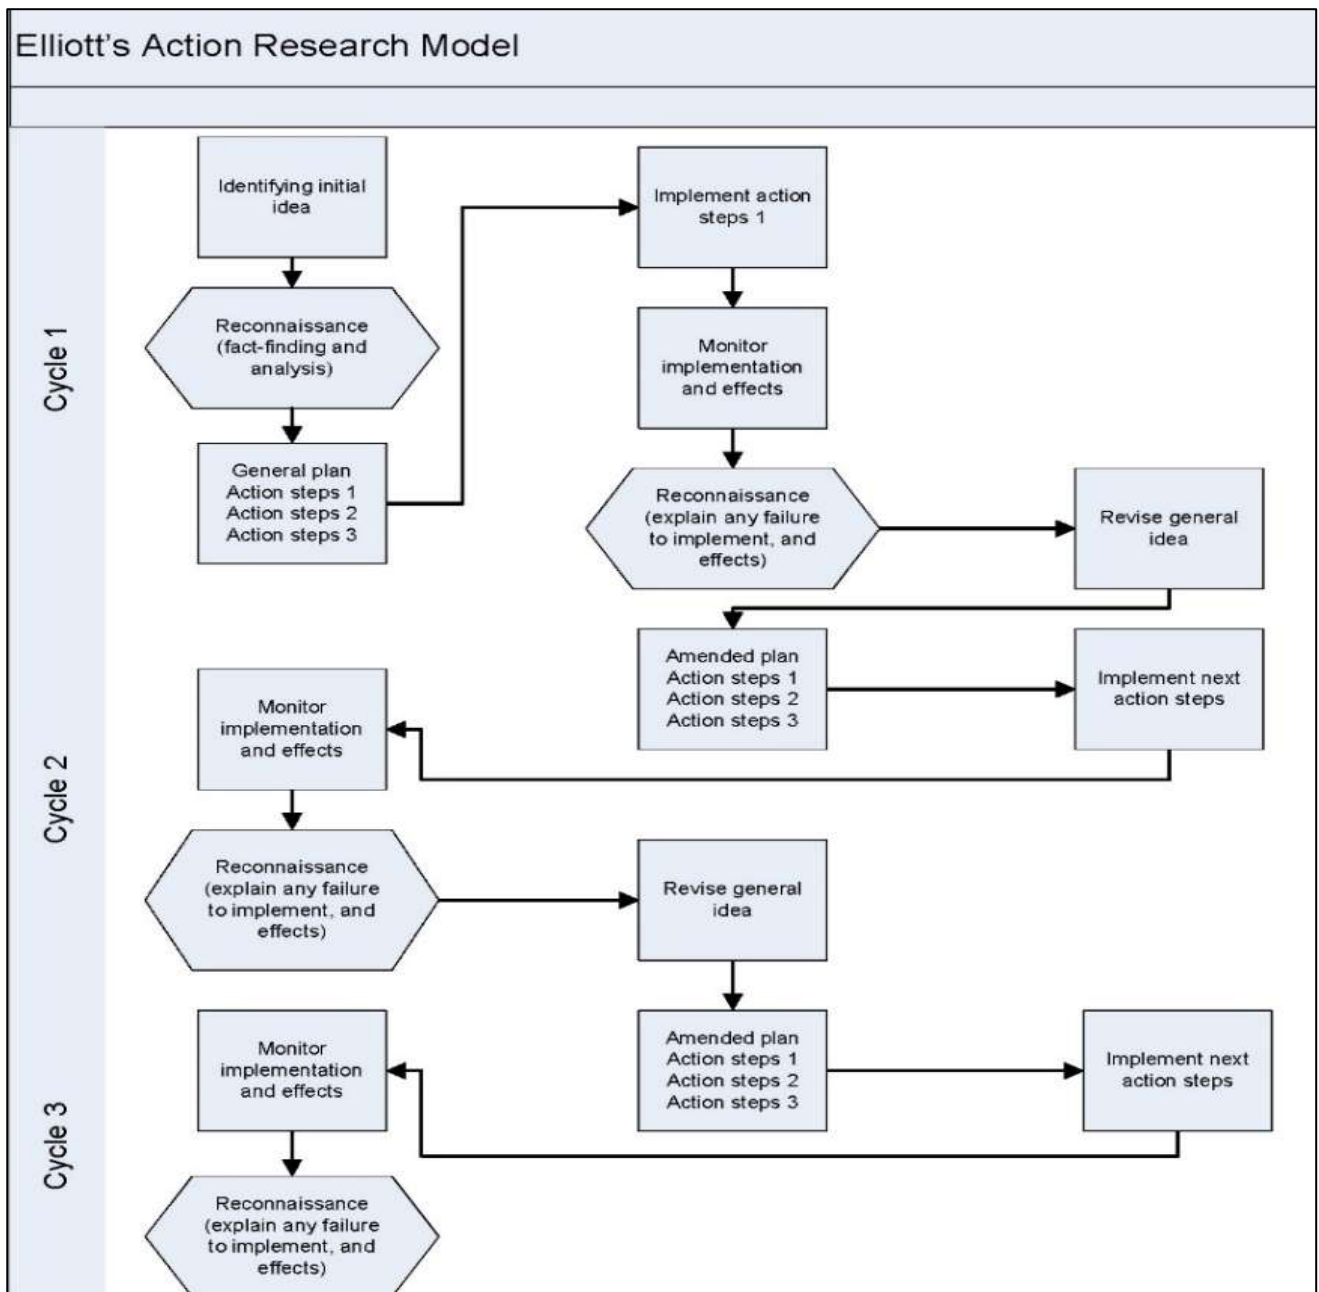 Elliott's Action Research Model
Cycle 1
Identifying initial
idea
Reconnaissance
(fact-finding and
analysis)
General plan
Action steps 1
Action steps 2
Action steps 3
Implement action
steps 1
Monitor
implementation
and effects
Reconnaissance
(explain any failure
to implement, and
effects)
Revise general
idea
Amended plan
Action steps 1
Action steps 2
Action steps 3
Implement next
action steps
Cycle 2
Monitor
implementation
and effects
Reconnaissance
(explain any failure
to implement, and
effects)
Revise general
idea
Amended plan
Action steps 1
Action steps 2
Action steps 3
Implement next
action steps
Cycle 3
Monitor
implementation
and effects
Reconnaissance
(explain any failure
to implement, and
effects)